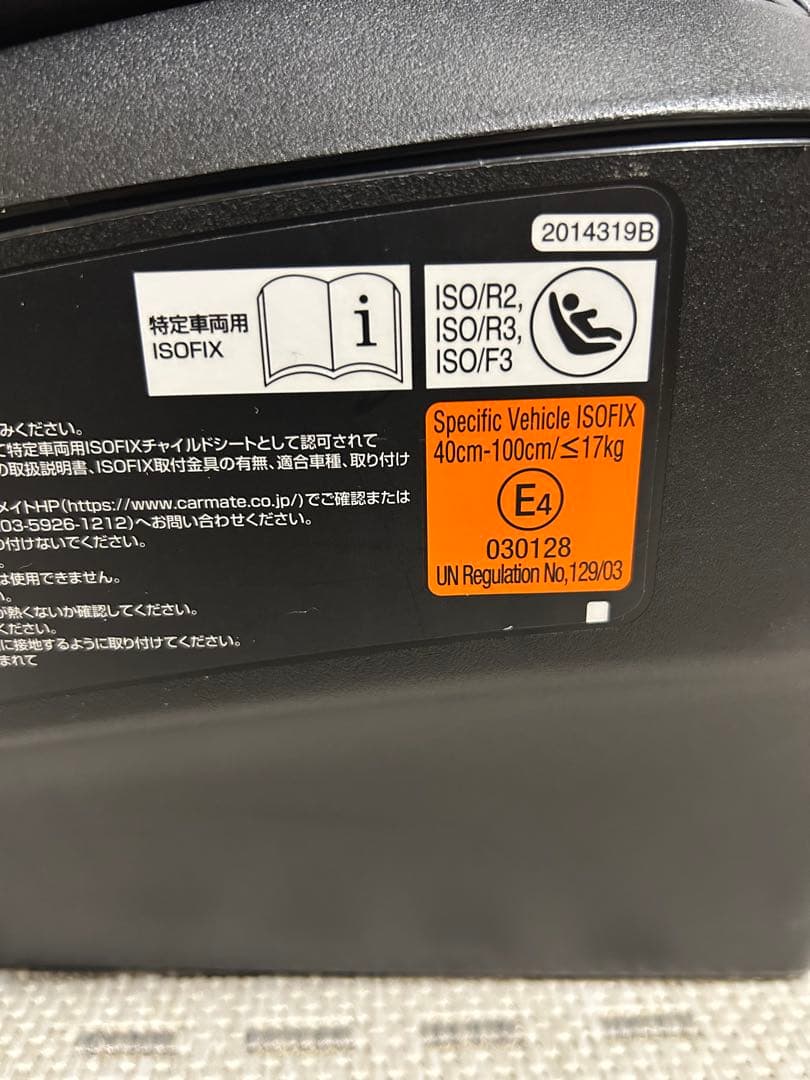 2014319B
特定車両用
ISOFIX
i
ISO/R2,
ISO/R3,
ISO/F3
Specific Vehicle ISOFIX
40cm-100cm/≤17kg
E4
030128
UN Regulation No,129/03
みください。
て特定車両用ISOFIXチャイルドシートとして認可されて
の取扱説明書、ISOFIX取付金具の有無、適合車種、取り付け
メイトHP(https://www.carmate.co.jp/)でご確認または
03-5926-1212)へお問い合わせください。
り付けないでください。
。
は使用できません。
い。
が熱くないか確認してください。
ください。
に接地するように取り付けてください。
まれて